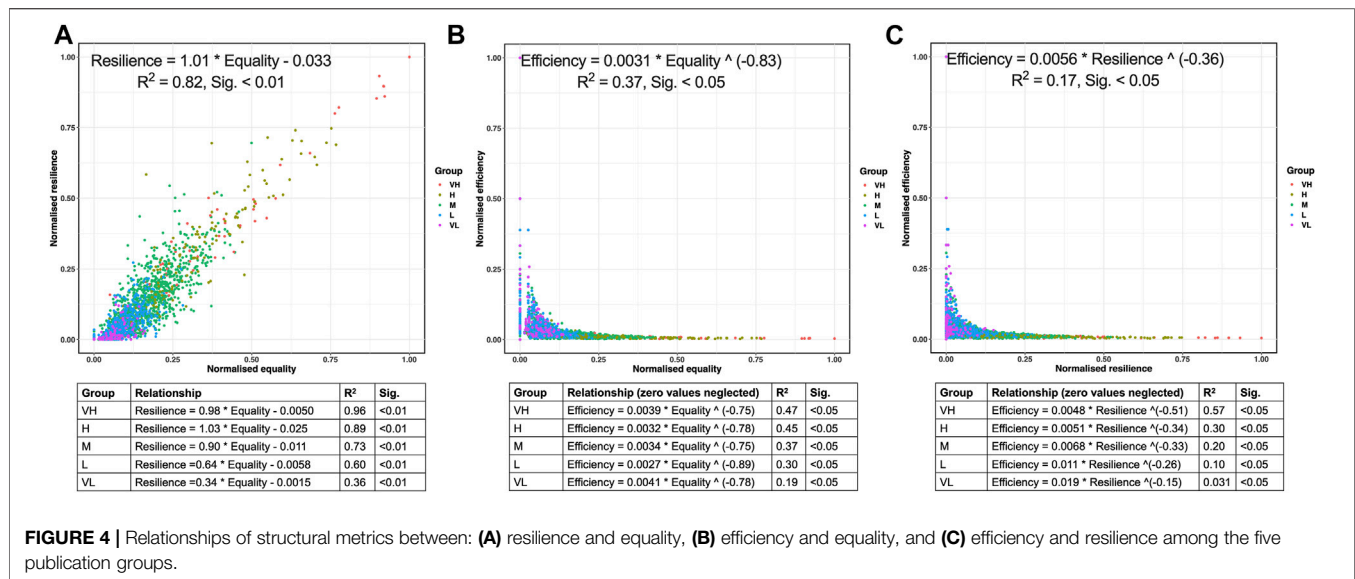 A
Resilience = 1.01 * Equality - 0.033
R² = 0.82, Sig. < 0.01
1.00
0.75
0.50
0.25
0.00
Normalised resilience
0.00 0.25 0.50 0.75 1.00
Normalised equality
Group
VH
H
M
L
VL
Group Relationship R² Sig.
VH Resilience = 0.98 * Equality - 0.0050 0.96 <0.01
H Resilience = 1.03 * Equality - 0.025 0.89 <0.01
M Resilience = 0.90 * Equality - 0.011 0.73 <0.01
L Resilience =0.64 * Equality - 0.0058 0.60 <0.01
VL Resilience =0.34 * Equality - 0.0015 0.36 <0.01
B
Efficiency = 0.0031 * Equality ^ (-0.83)
R² = 0.37, Sig. < 0.05
1.00
0.75
0.50
0.25
0.00
Normalised efficiency
0.00 0.25 0.50 0.75 1.00
Normalised equality
Group
VH
H
M
L
VL
Group Relationship (zero values neglected) R² Sig.
VH Efficiency = 0.0039 * Equality ^ (-0.75) 0.47 <0.05
H Efficiency = 0.0032 * Equality ^ (-0.78) 0.45 <0.05
M Efficiency = 0.0034 * Equality ^ (-0.75) 0.37 <0.05
L Efficiency = 0.0027 * Equality ^ (-0.89) 0.30 <0.05
VL Efficiency = 0.0041 * Equality ^ (-0.78) 0.19 <0.05
C
Efficiency = 0.0056 * Resilience ^ (-0.36)
R² = 0.17, Sig. < 0.05
1.00
0.75
0.50
0.25
0.00
Normalised efficiency
0.00 0.25 0.50 0.75 1.00
Normalised resilience
Group
VH
H
M
L
VL
Group Relationship (zero values neglected) R² Sig.
VH Efficiency = 0.0048 * Resilience ^(-0.51) 0.57 <0.05
H Efficiency = 0.0051 * Resilience ^(-0.34) 0.30 <0.05
M Efficiency = 0.0068 * Resilience ^(-0.33) 0.20 <0.05
L Efficiency = 0.011 * Resilience ^(-0.26) 0.10 <0.05
VL Efficiency = 0.019 * Resilience ^(-0.15) 0.031 <0.05
FIGURE 4 | Relationships of structural metrics between: (A) resilience and equality, (B) efficiency and equality, and (C) efficiency and resilience among the five
publication groups.